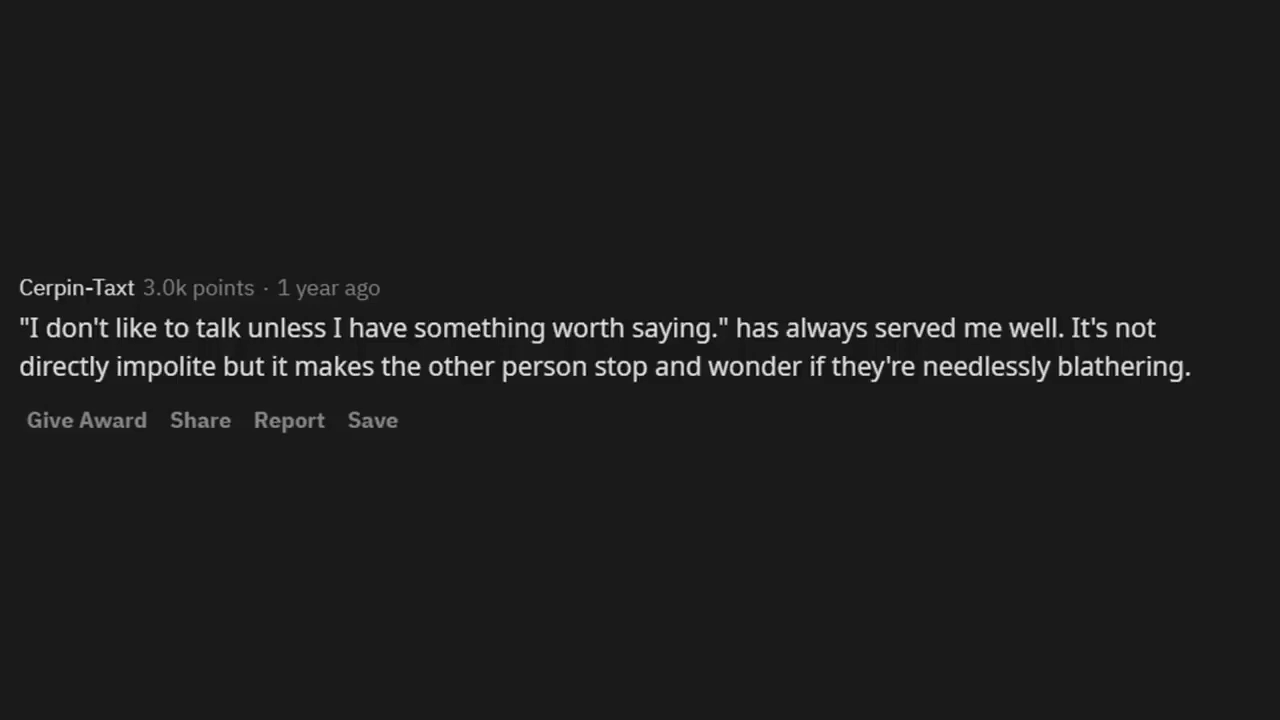 Cerpin-Taxt 3.0k points · 1 year ago
"I don't like to talk unless I have something worth saying." has always served me well. It's not
directly impolite but it makes the other person stop and wonder if they're needlessly blathering.
Give Award Share Report Save